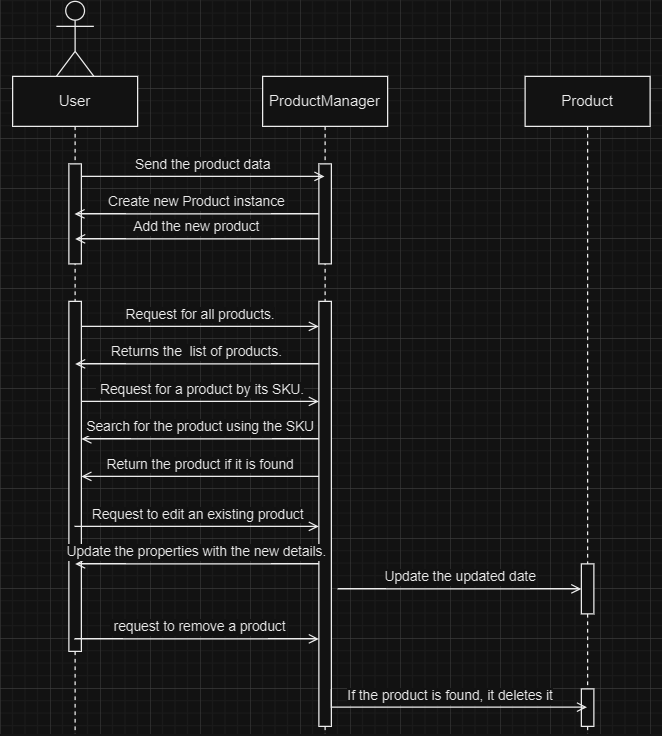 User
ProductManager
Product
Send the product data
Create new Product instance
Add the new product
Request for all products.
Returns the  list of products.
Request for a product by its SKU.
Search for the product using the SKU
Return the product if it is found
Request to edit an existing product
Update the properties with the new details.
Update the updated date
request to remove a product
If the product is found, it deletes it